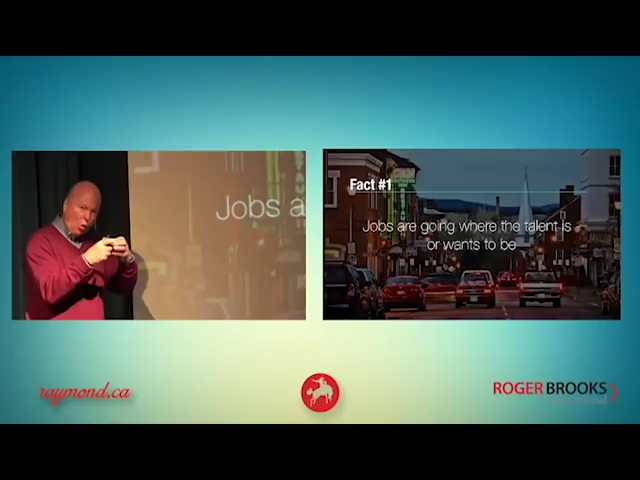 Jobs a
Fact #1
Jobs are going where the talent is
or wants to be
raymond.ca
ROGER BROOKS